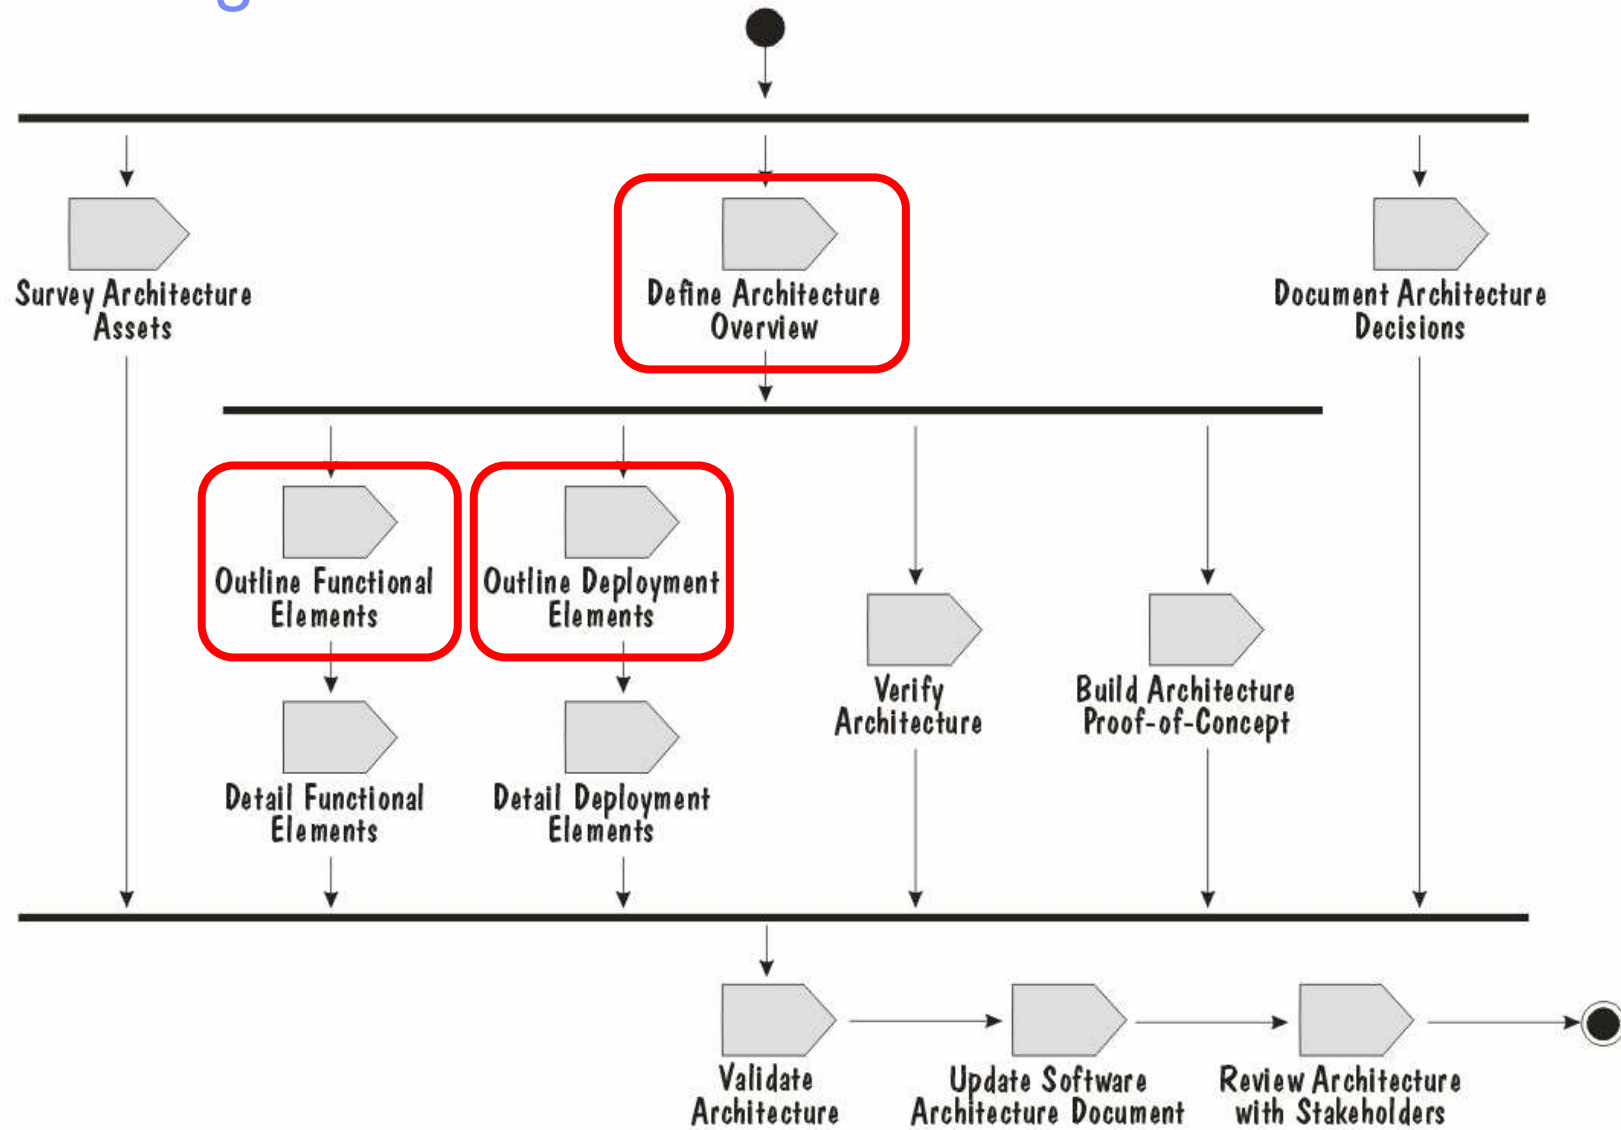 Survey Architecture
Assets
Define Architecture
Overview
Document Architecture
Decisions
Outline Functional
Elements
Outline Deployment
Elements
Verify
Architecture
Build Architecture
Proof-of-Concept
Detail Functional
Elements
Detail Deployment
Elements
Validate
Architecture
Update Software
Architecture Document
Review Architecture
with Stakeholders